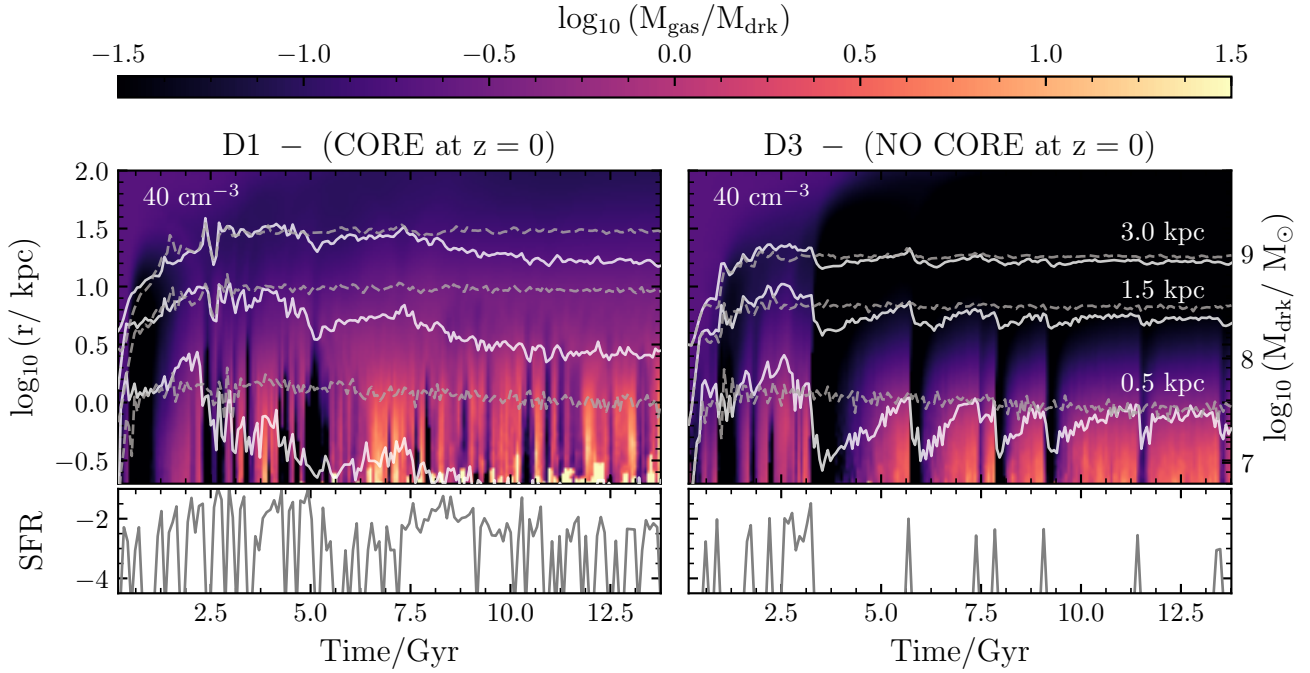 log₁₀ (M_gas/M_drk)
−1.5 −1.0 −0.5 0.0 0.5 1.0 1.5
D1 − (CORE at z = 0)
D3 − (NO CORE at z = 0)
log₁₀ (r/ kpc)
2.0
1.5
1.0
0.5
0.0
−0.5
40 cm⁻³
40 cm⁻³
3.0 kpc
1.5 kpc
0.5 kpc
9
8
7
log₁₀ (M_drk/ M_☉)
SFR
−2
−4
2.5 5.0 7.5 10.0 12.5
2.5 5.0 7.5 10.0 12.5
Time/Gyr
Time/Gyr